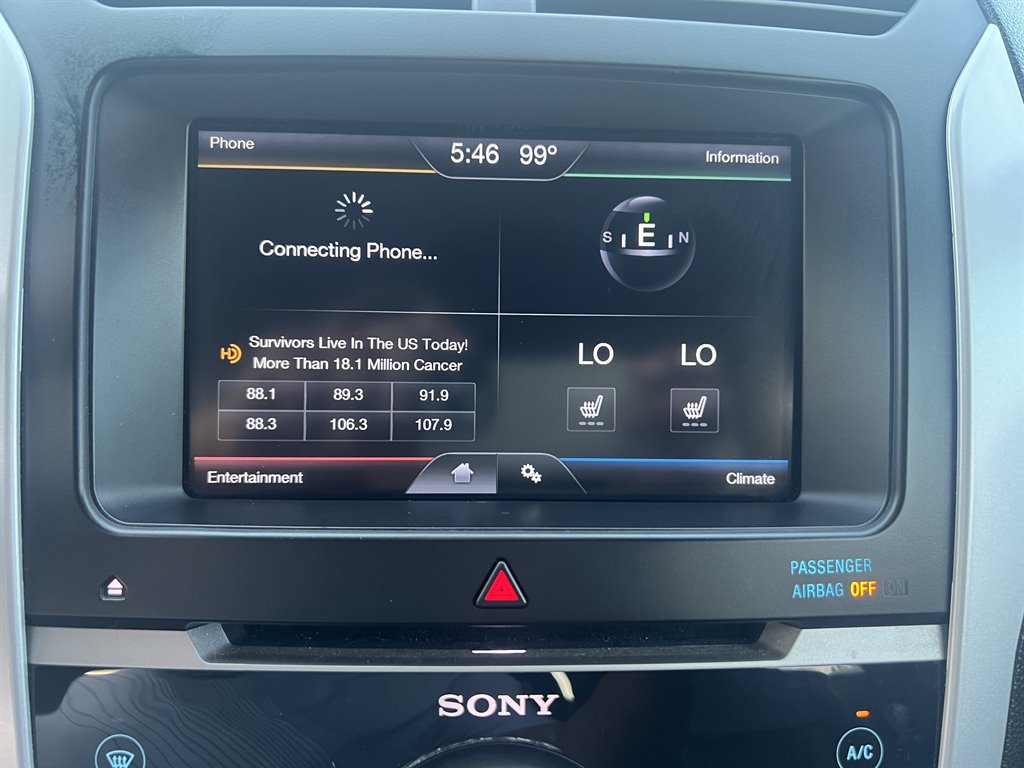 Phone
5:46 99°
Information
Connecting Phone...
S E N
HD Survivors Live In The US Today!
More Than 18.1 Million Cancer
88.1 89.3 91.9
88.3 106.3 107.9
LO LO
Entertainment
Climate
PASSENGER
AIRBAG OFF ON
SONY
A/C